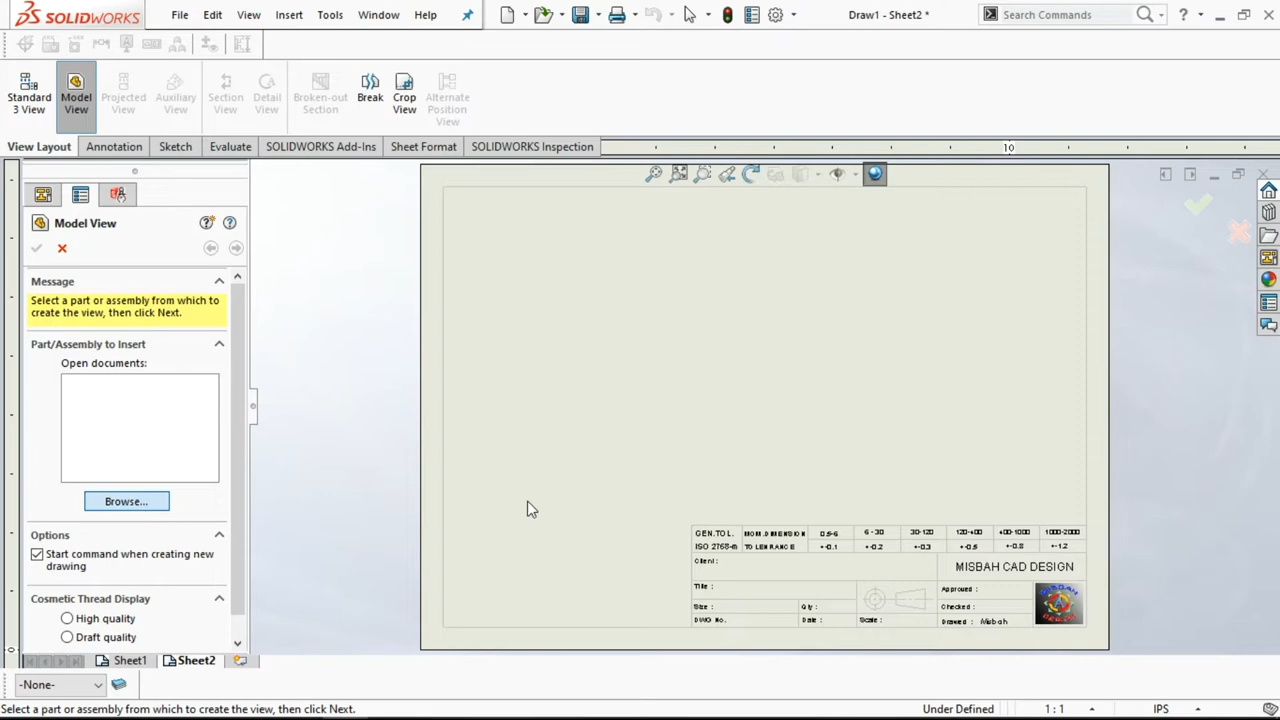 SOLIDWORKS
File Edit View Insert Tools Window Help
Draw1 - Sheet2 *
Search Commands
Standard
3 View
Model
View
Projected
View
Auxiliary
View
Section
View
Detail
View
Broken-out
Section
Break
Crop
View
Alternate
Position
View
View Layout Annotation Sketch Evaluate SOLIDWORKS Add-Ins Sheet Format SOLIDWORKS Inspection
10
Model View
Message
Select a part or assembly from which to
create the view, then click Next.
Part/Assembly to Insert
Open documents:
Browse...
Options
Start command when creating new
drawing
Cosmetic Thread Display
High quality
Draft quality
GEN.TOL. NOM.DIMENSION 0,5-6 6 - 30 30-120 120-400 400-1000 1000-2000
ISO 2768-m TOLENRANCE +-0.1 +-0.2 +-0.3 +-0.5 +-0.8 +-1.2
Client :
MISBAH CAD DESIGN
Title :
Approved :
Size : Qty : Checked :
DWG No. Date : Scale : Drawn : Misbah
Sheet1 Sheet2
-None-
Select a part or assembly from which to create the view, then click Next.
Under Defined 1 : 1 IPS